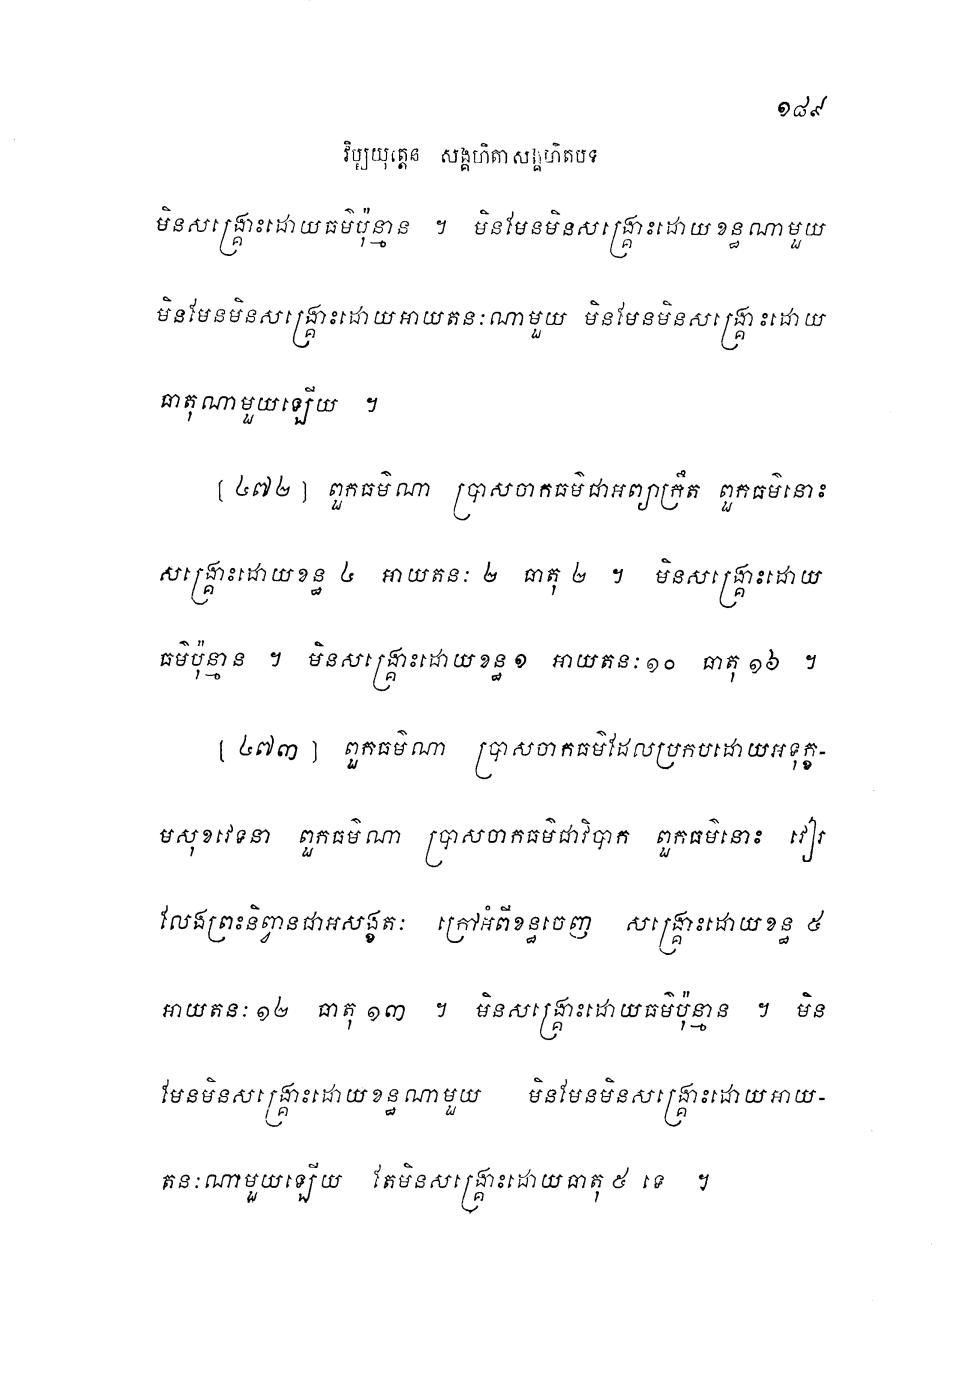 ១៨៩
វិប្បយុត្តេន សង្គហិតាសង្គហិតបទ
មិនសង្គ្រោះដោយធម៌ប៉ុន្មាន ។ មិនមែនមិនសង្គ្រោះដោយខន្ធណាមួយ
មិនមែនមិនសង្គ្រោះដោយអាយតនៈណាមួយ មិនមែនមិនសង្គ្រោះដោយ
ធាតុណាមួយឡើយ ។
[ ៤៧២ ] ពួកធម៌ណា ប្រាសចាកធម៌ជាអព្យាក្រឹត ពួកធម៌នោះ
សង្គ្រោះដោយខន្ធ ៤ អាយតនៈ ២ ធាតុ ២ ។ មិនសង្គ្រោះដោយ
ធម៌ប៉ុន្មាន ។ មិនសង្គ្រោះដោយខន្ធ ១ អាយតនៈ ១០ ធាតុ ១៦ ។
[ ៤៧៣ ] ពួកធម៌ណា ប្រាសចាកធម៌ដែលប្រកបដោយអទុក្ខ-
មសុខវេទនា ពួកធម៌ណា ប្រាសចាកធម៌ជាវិបាក ពួកធម៌នោះ វៀរ
លែងព្រះនិព្វានជាអសង្ខតៈ ក្រៅអំពីខន្ធចេញ សង្គ្រោះដោយខន្ធ ៥
អាយតនៈ ១២ ធាតុ ១៣ ។ មិនសង្គ្រោះដោយធម៌ប៉ុន្មាន ។ មិន
មែនមិនសង្គ្រោះដោយខន្ធណាមួយ មិនមែនមិនសង្គ្រោះដោយអាយ-
តនៈណាមួយឡើយ តែមិនសង្គ្រោះដោយធាតុ ៥ ទេ ។